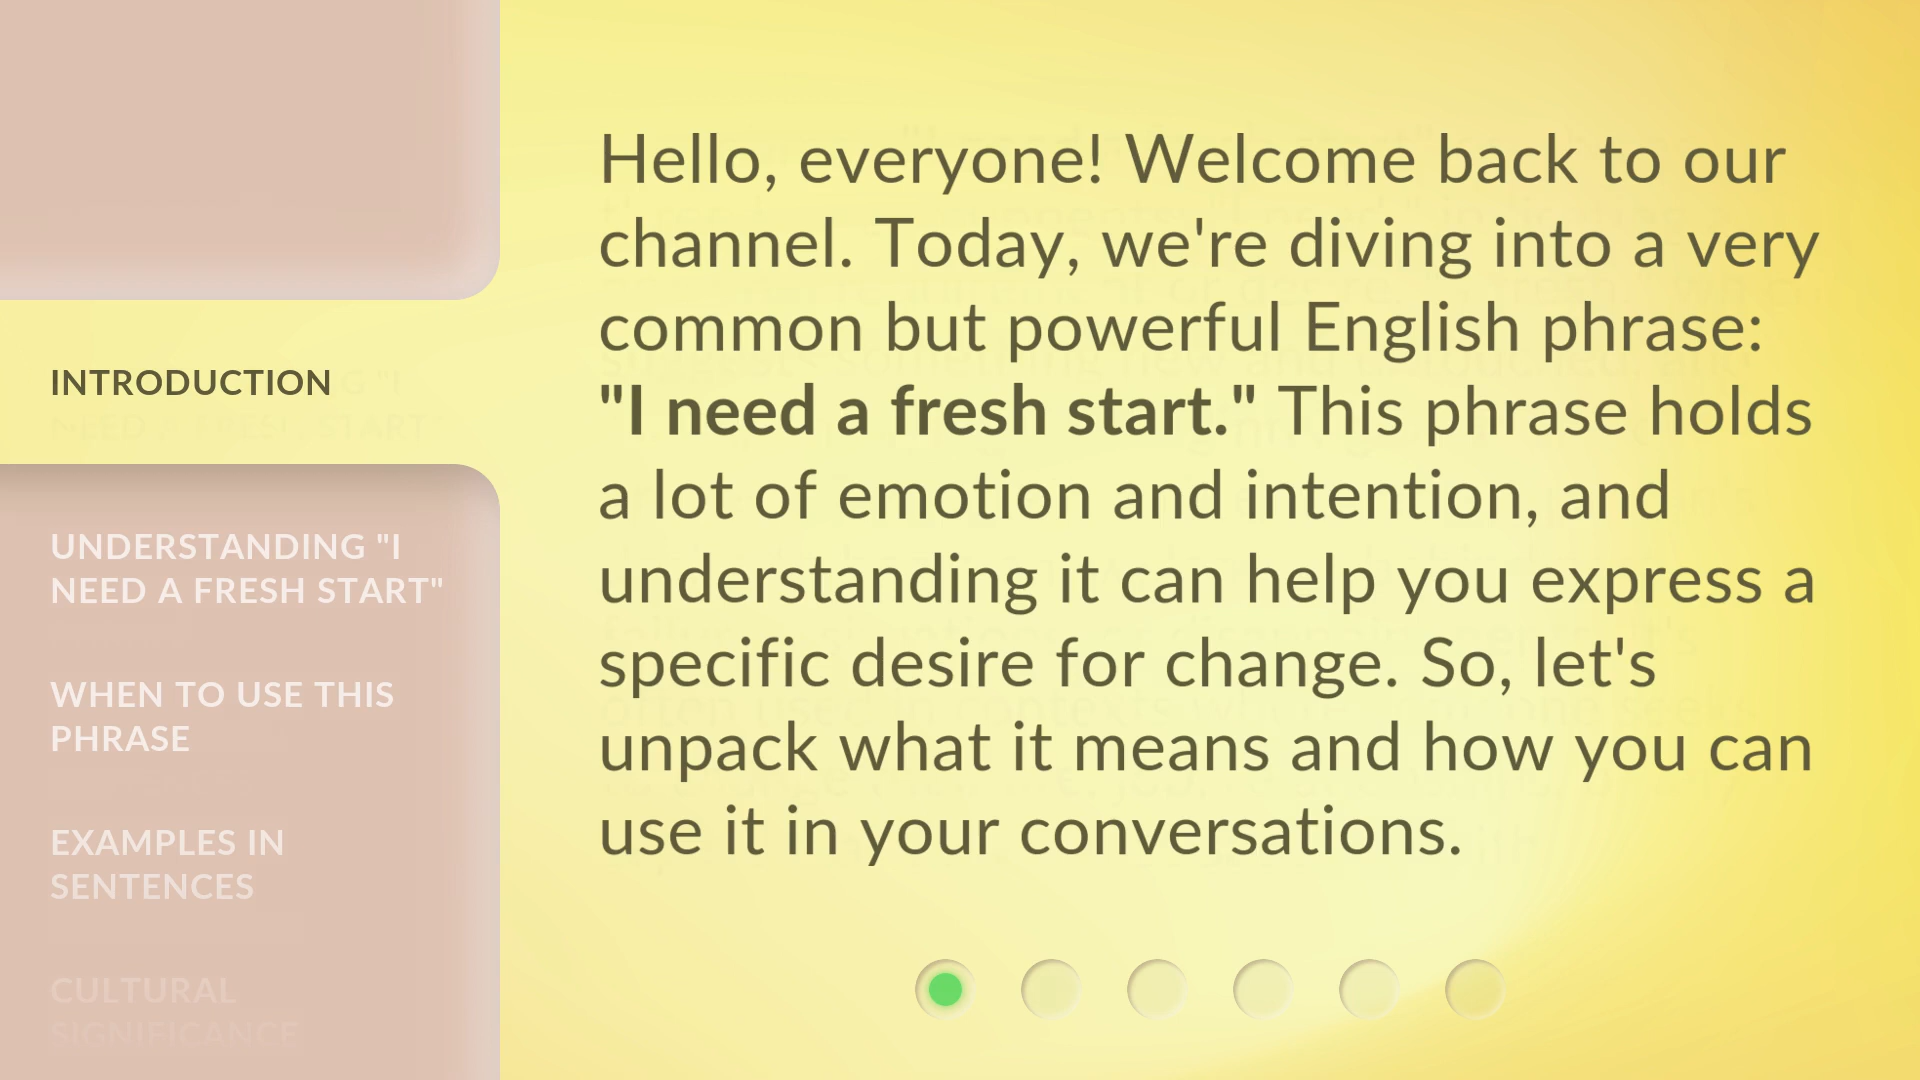 INTRODUCTION
UNDERSTANDING "I
NEED A FRESH START"
WHEN TO USE THIS
PHRASE
EXAMPLES IN
SENTENCES
CULTURAL
SIGNIFICANCE
Hello, everyone! Welcome back to our
channel. Today, we're diving into a very
common but powerful English phrase:
"I need a fresh start." This phrase holds
a lot of emotion and intention, and
understanding it can help you express a
specific desire for change. So, let's
unpack what it means and how you can
use it in your conversations.